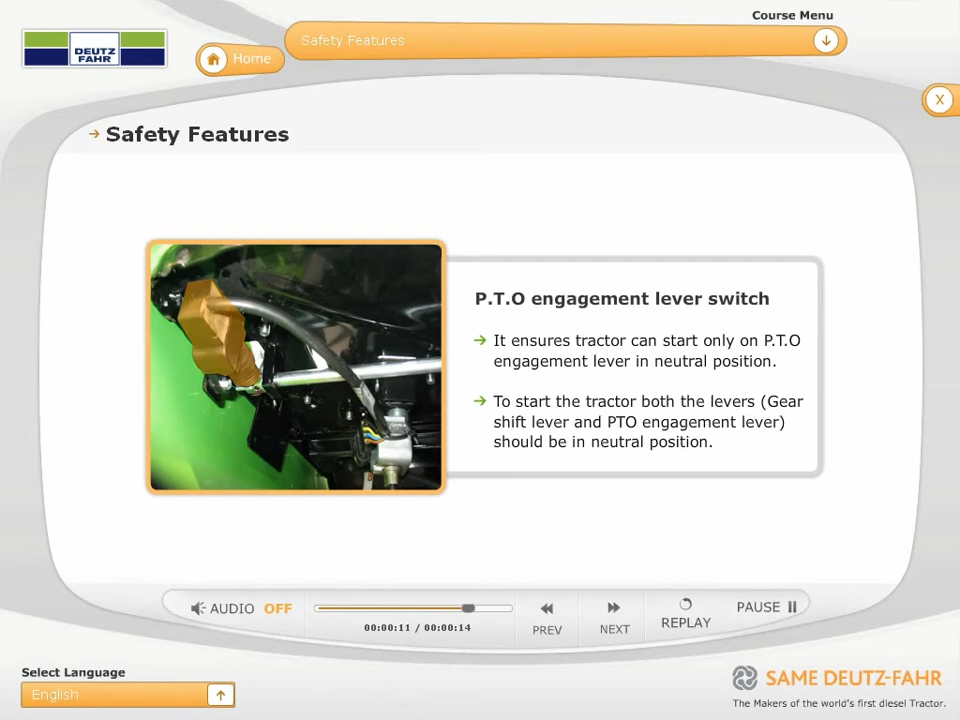 Course Menu
DEUTZ
FAHR
Home
Safety Features
X
Safety Features
P.T.O engagement lever switch
It ensures tractor can start only on P.T.O
engagement lever in neutral position.
To start the tractor both the levers (Gear
shift lever and PTO engagement lever)
should be in neutral position.
AUDIO OFF
00:00:11 / 00:00:14
PREV
NEXT
REPLAY
PAUSE
Select Language
English
SAME DEUTZ-FAHR
The Makers of the world's first diesel Tractor.